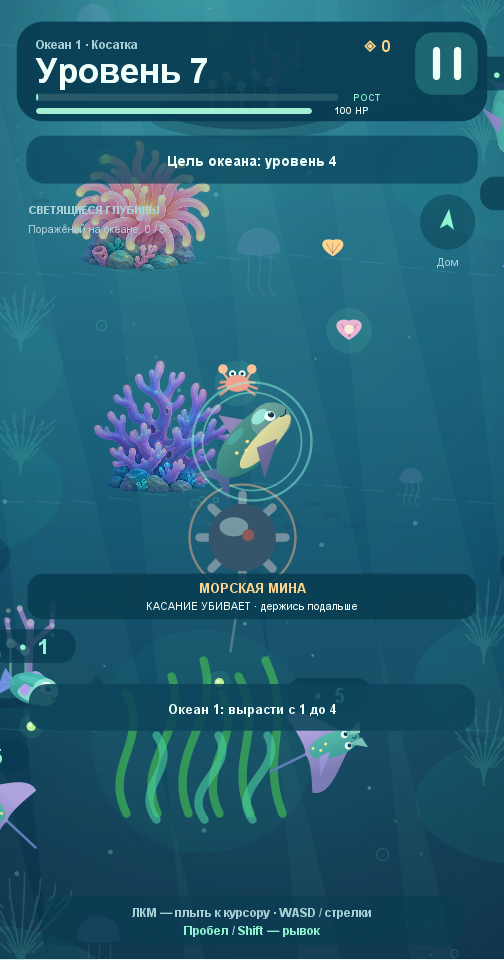 Океан 1 · Косатка
0
Уровень 7
РОСТ
100 HP
Цель океана: уровень 4
СВЕТЯЩИЕСЯ ГЛУБИНЫ
Поражений на океане: 0 / 5
Дом
МОРСКАЯ МИНА
КАСАНИЕ УБИВАЕТ · держись подальше
1
5
Океан 1: вырасти с 1 до 4
ЛКМ — плыть к курсору · WASD / стрелки
Пробел / Shift — рывок